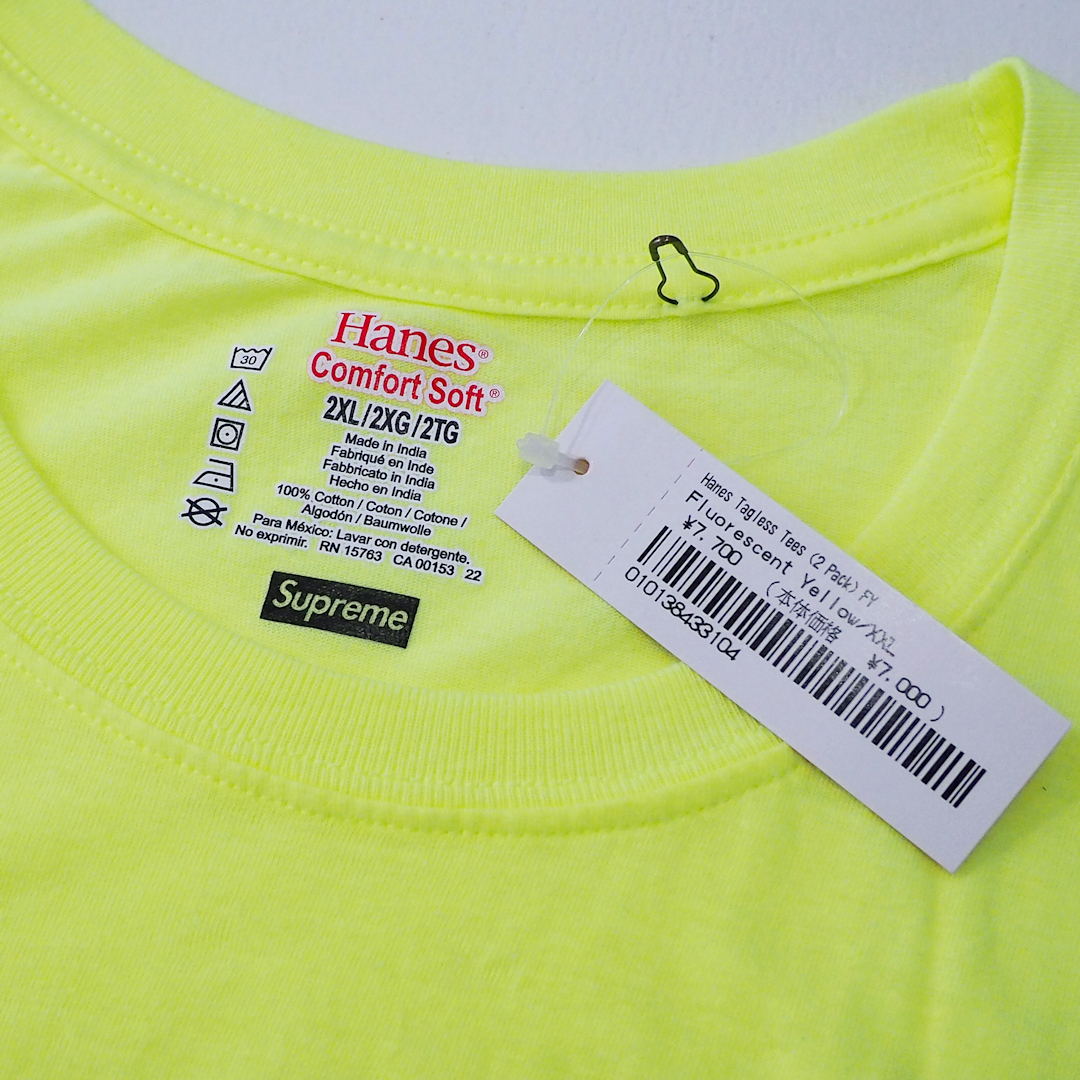 Hanes®
Comfort Soft®
2XL/2XG/2TG
Made in India
Fabriqué en Inde
Fabbricato in India
Hecho en India
100% Cotton / Coton / Cotone /
Algodón / Baumwolle
Para México: Lavar con detergente.
No exprimir. RN 15763 CA 00153 22
30
Supreme
Hanes Tagless Tees (2 Pack) FY
Fluorescent Yellow/XXL
¥7,700 (本体価格 ¥7,000)
010138433104